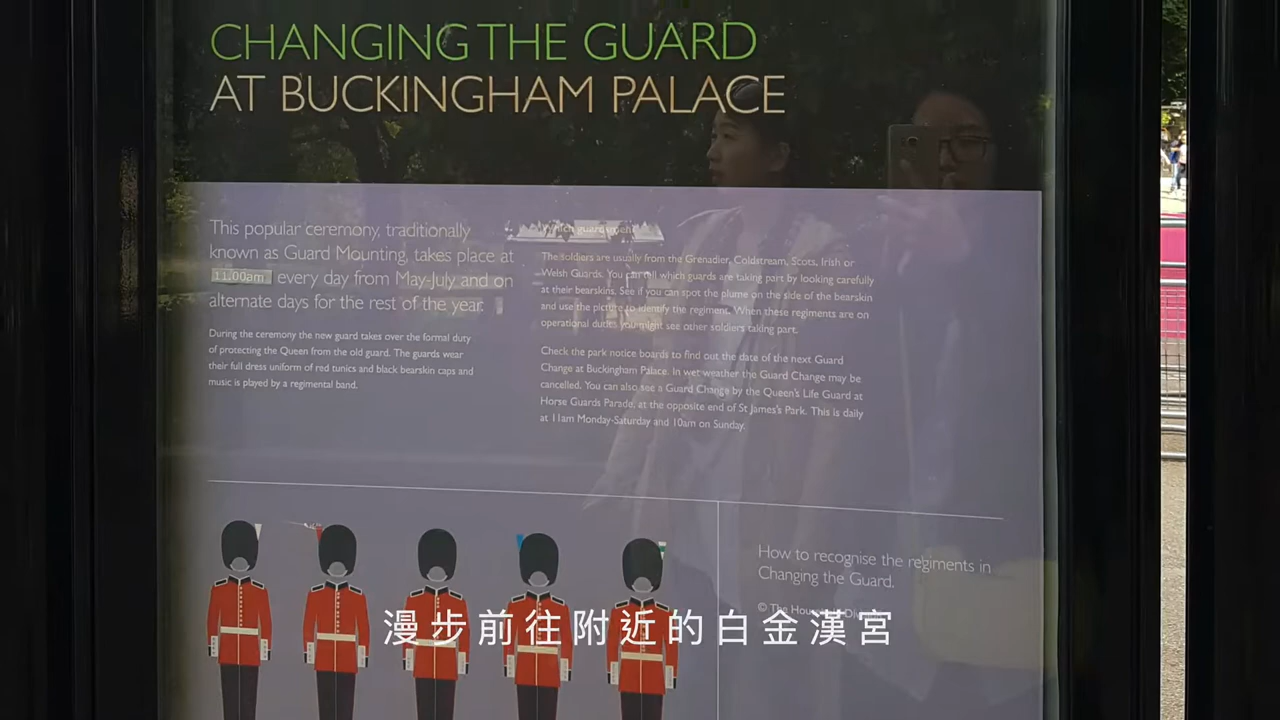 CHANGING THE GUARD
AT BUCKINGHAM PALACE
This popular ceremony, traditionally
known as Guard Mounting, takes place at
11.00am every day from May-July and on
alternate days for the rest of the year.
During the ceremony the new guard takes over the formal duty
of protecting the Queen from the old guard. The guards wear
their full dress uniform of red tunics and black bearskin caps and
music is played by a regimental band.
The soldiers are usually from the Grenadier, Coldstream, Scots, Irish or
Welsh Guards. You can tell which guards are taking part by looking carefully
at their bearskins. See if you can spot the plume on the side of the bearskin
and use the picture to identify the regiment. When these regiments are on
operational duties you might see other soldiers taking part.
Check the park notice boards to find out the date of the next Guard
Change at Buckingham Palace. In wet weather the Guard Change may be
cancelled. You can also see a Guard Change by the Queen's Life Guard at
Horse Guards Parade, at the opposite end of St James's Park. This is daily
at 11am Monday-Saturday and 10am on Sunday.
How to recognise the regiments in
Changing the Guard.
© The
漫步前往附近的白金漢宮